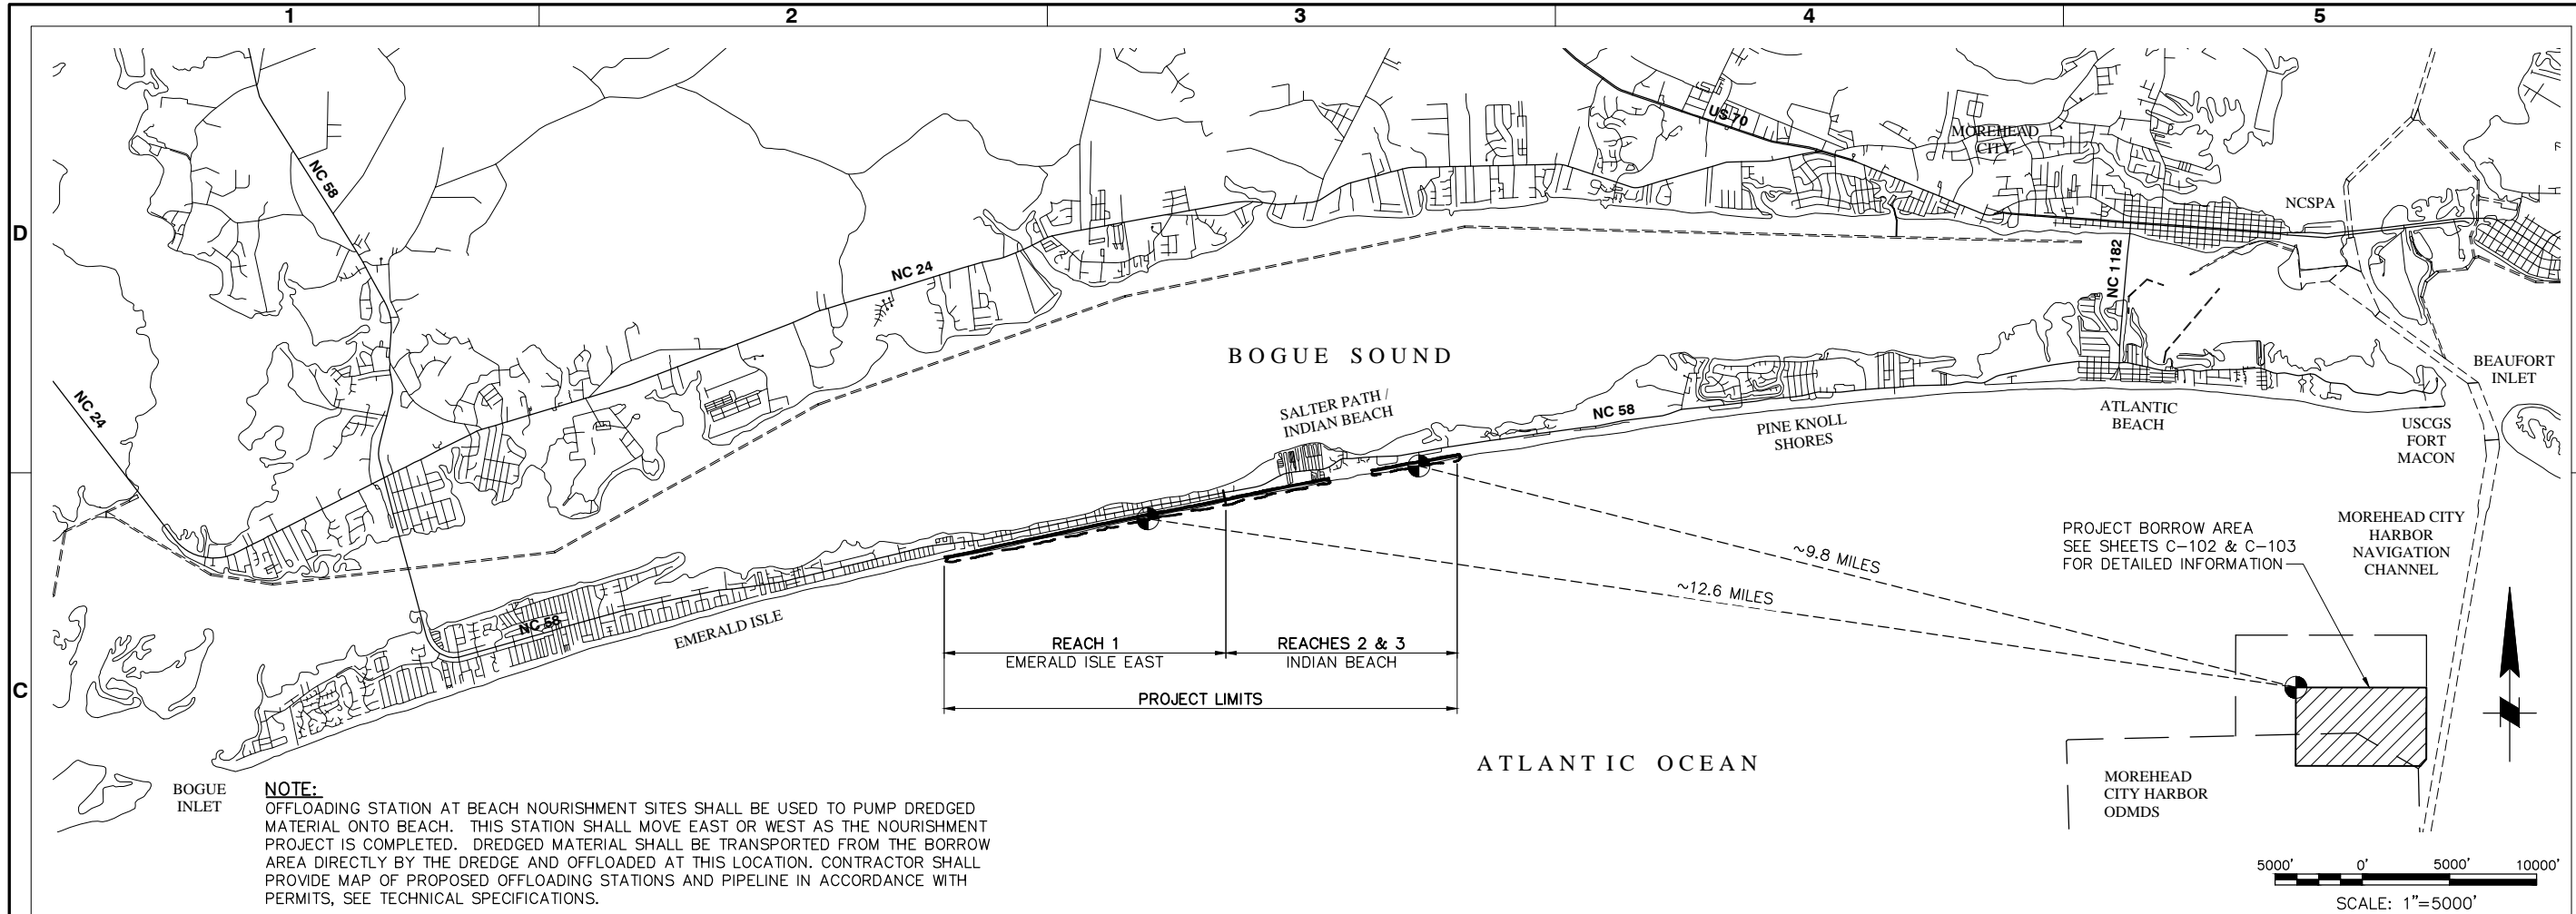 1
2
3
4
5
D
C
NC 58
NC 24
NC 24
US 70
MOREHEAD
CITY
NCSPA
NC 1182
BOGUE SOUND
SALTER PATH /
INDIAN BEACH
NC 58
PINE KNOLL
SHORES
ATLANTIC
BEACH
BEAUFORT
INLET
USCGS
FORT
MACON
MOREHEAD CITY
HARBOR
NAVIGATION
CHANNEL
PROJECT BORROW AREA
SEE SHEETS C-102 & C-103
FOR DETAILED INFORMATION
~9.8 MILES
~12.6 MILES
NC 58
EMERALD ISLE
REACH 1
EMERALD ISLE EAST
REACHES 2 & 3
INDIAN BEACH
PROJECT LIMITS
ATLANTIC OCEAN
MOREHEAD
CITY HARBOR
ODMDS
BOGUE
INLET
NOTE:
OFFLOADING STATION AT BEACH NOURISHMENT SITES SHALL BE USED TO PUMP DREDGED
MATERIAL ONTO BEACH. THIS STATION SHALL MOVE EAST OR WEST AS THE NOURISHMENT
PROJECT IS COMPLETED. DREDGED MATERIAL SHALL BE TRANSPORTED FROM THE BORROW
AREA DIRECTLY BY THE DREDGE AND OFFLOADED AT THIS LOCATION. CONTRACTOR SHALL
PROVIDE MAP OF PROPOSED OFFLOADING STATIONS AND PIPELINE IN ACCORDANCE WITH
PERMITS, SEE TECHNICAL SPECIFICATIONS.
5000' 0' 5000' 10000'
SCALE: 1"=5000'